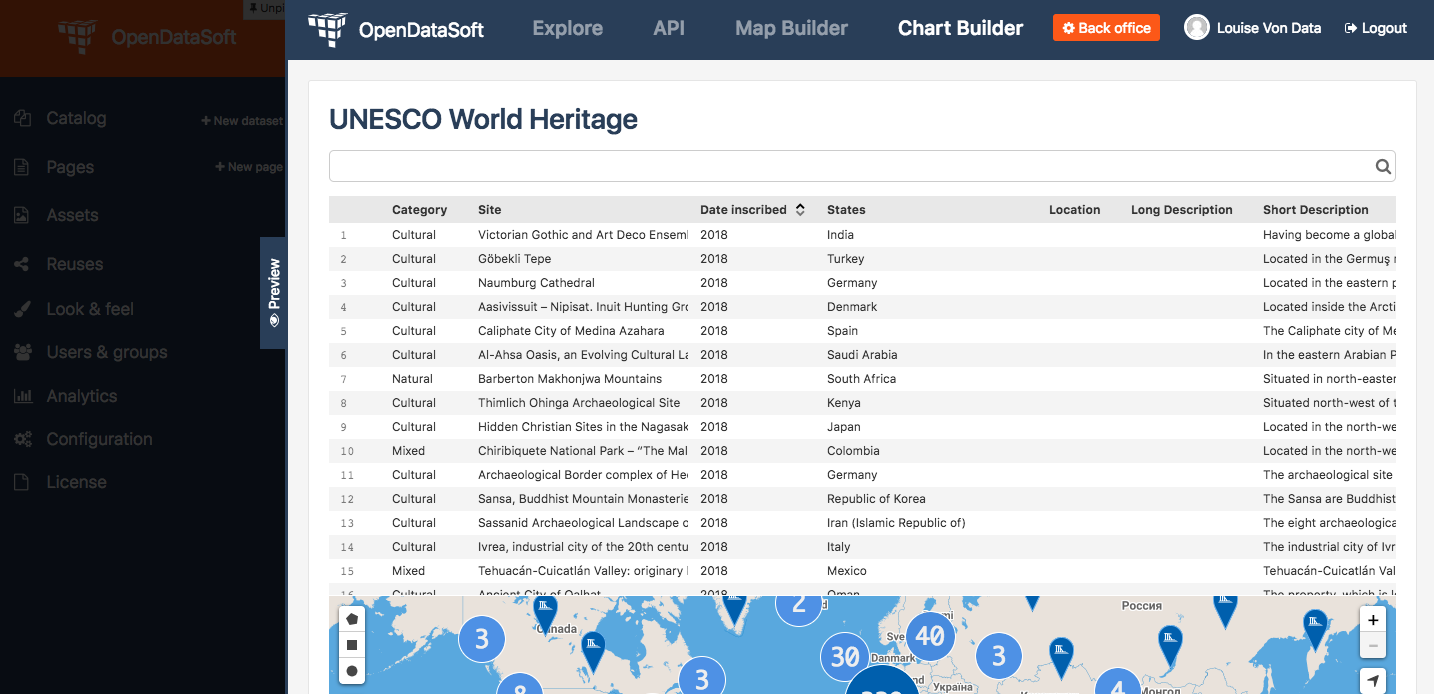 OpenDataSoft
Catalog
+ New dataset
Pages
+ New page
Assets
Reuses
Look & feel
Users & groups
Analytics
Configuration
License
Preview
OpenDataSoft Explore API Map Builder Chart Builder Back office Louise Von Data Logout
UNESCO World Heritage
Category Site Date inscribed States Location Long Description Short Description
1 Cultural Victorian Gothic and Art Deco Ensem 2018 India Having become a global
2 Cultural Göbekli Tepe 2018 Turkey Located in the Germuş
3 Cultural Naumburg Cathedral 2018 Germany Located in the eastern p
4 Cultural Aasivissuit – Nipisat. Inuit Hunting Gro 2018 Denmark Located inside the Arcti
5 Cultural Caliphate City of Medina Azahara 2018 Spain The Caliphate city of Me
6 Cultural Al-Ahsa Oasis, an Evolving Cultural La 2018 Saudi Arabia In the eastern Arabian P
7 Natural Barberton Makhonjwa Mountains 2018 South Africa Situated in north-easter
8 Cultural Thimlich Ohinga Archaeological Site 2018 Kenya Situated north-west of t
9 Cultural Hidden Christian Sites in the Nagasak 2018 Japan Located in the north-we
10 Mixed Chiribiquete National Park – “The Mal 2018 Colombia Located in the north-we
11 Cultural Archaeological Border complex of He 2018 Germany The archaeological site
12 Cultural Sansa, Buddhist Mountain Monasterie 2018 Republic of Korea The Sansa are Buddhist
13 Cultural Sassanid Archaeological Landscape o 2018 Iran (Islamic Republic of) The eight archaeologica
14 Cultural Ivrea, industrial city of the 20th centu 2018 Italy The industrial city of Ivr
15 Mixed Tehuacán-Cuicatlán Valley: originary 2018 Mexico Tehuacán-Cuicatlán Val
16 Cultural Ancient City of Qalhat 2018 Oman The property, which is l
2
Россия
Canada
3
40
30
3
Danmark
3
4
Україна
+
−